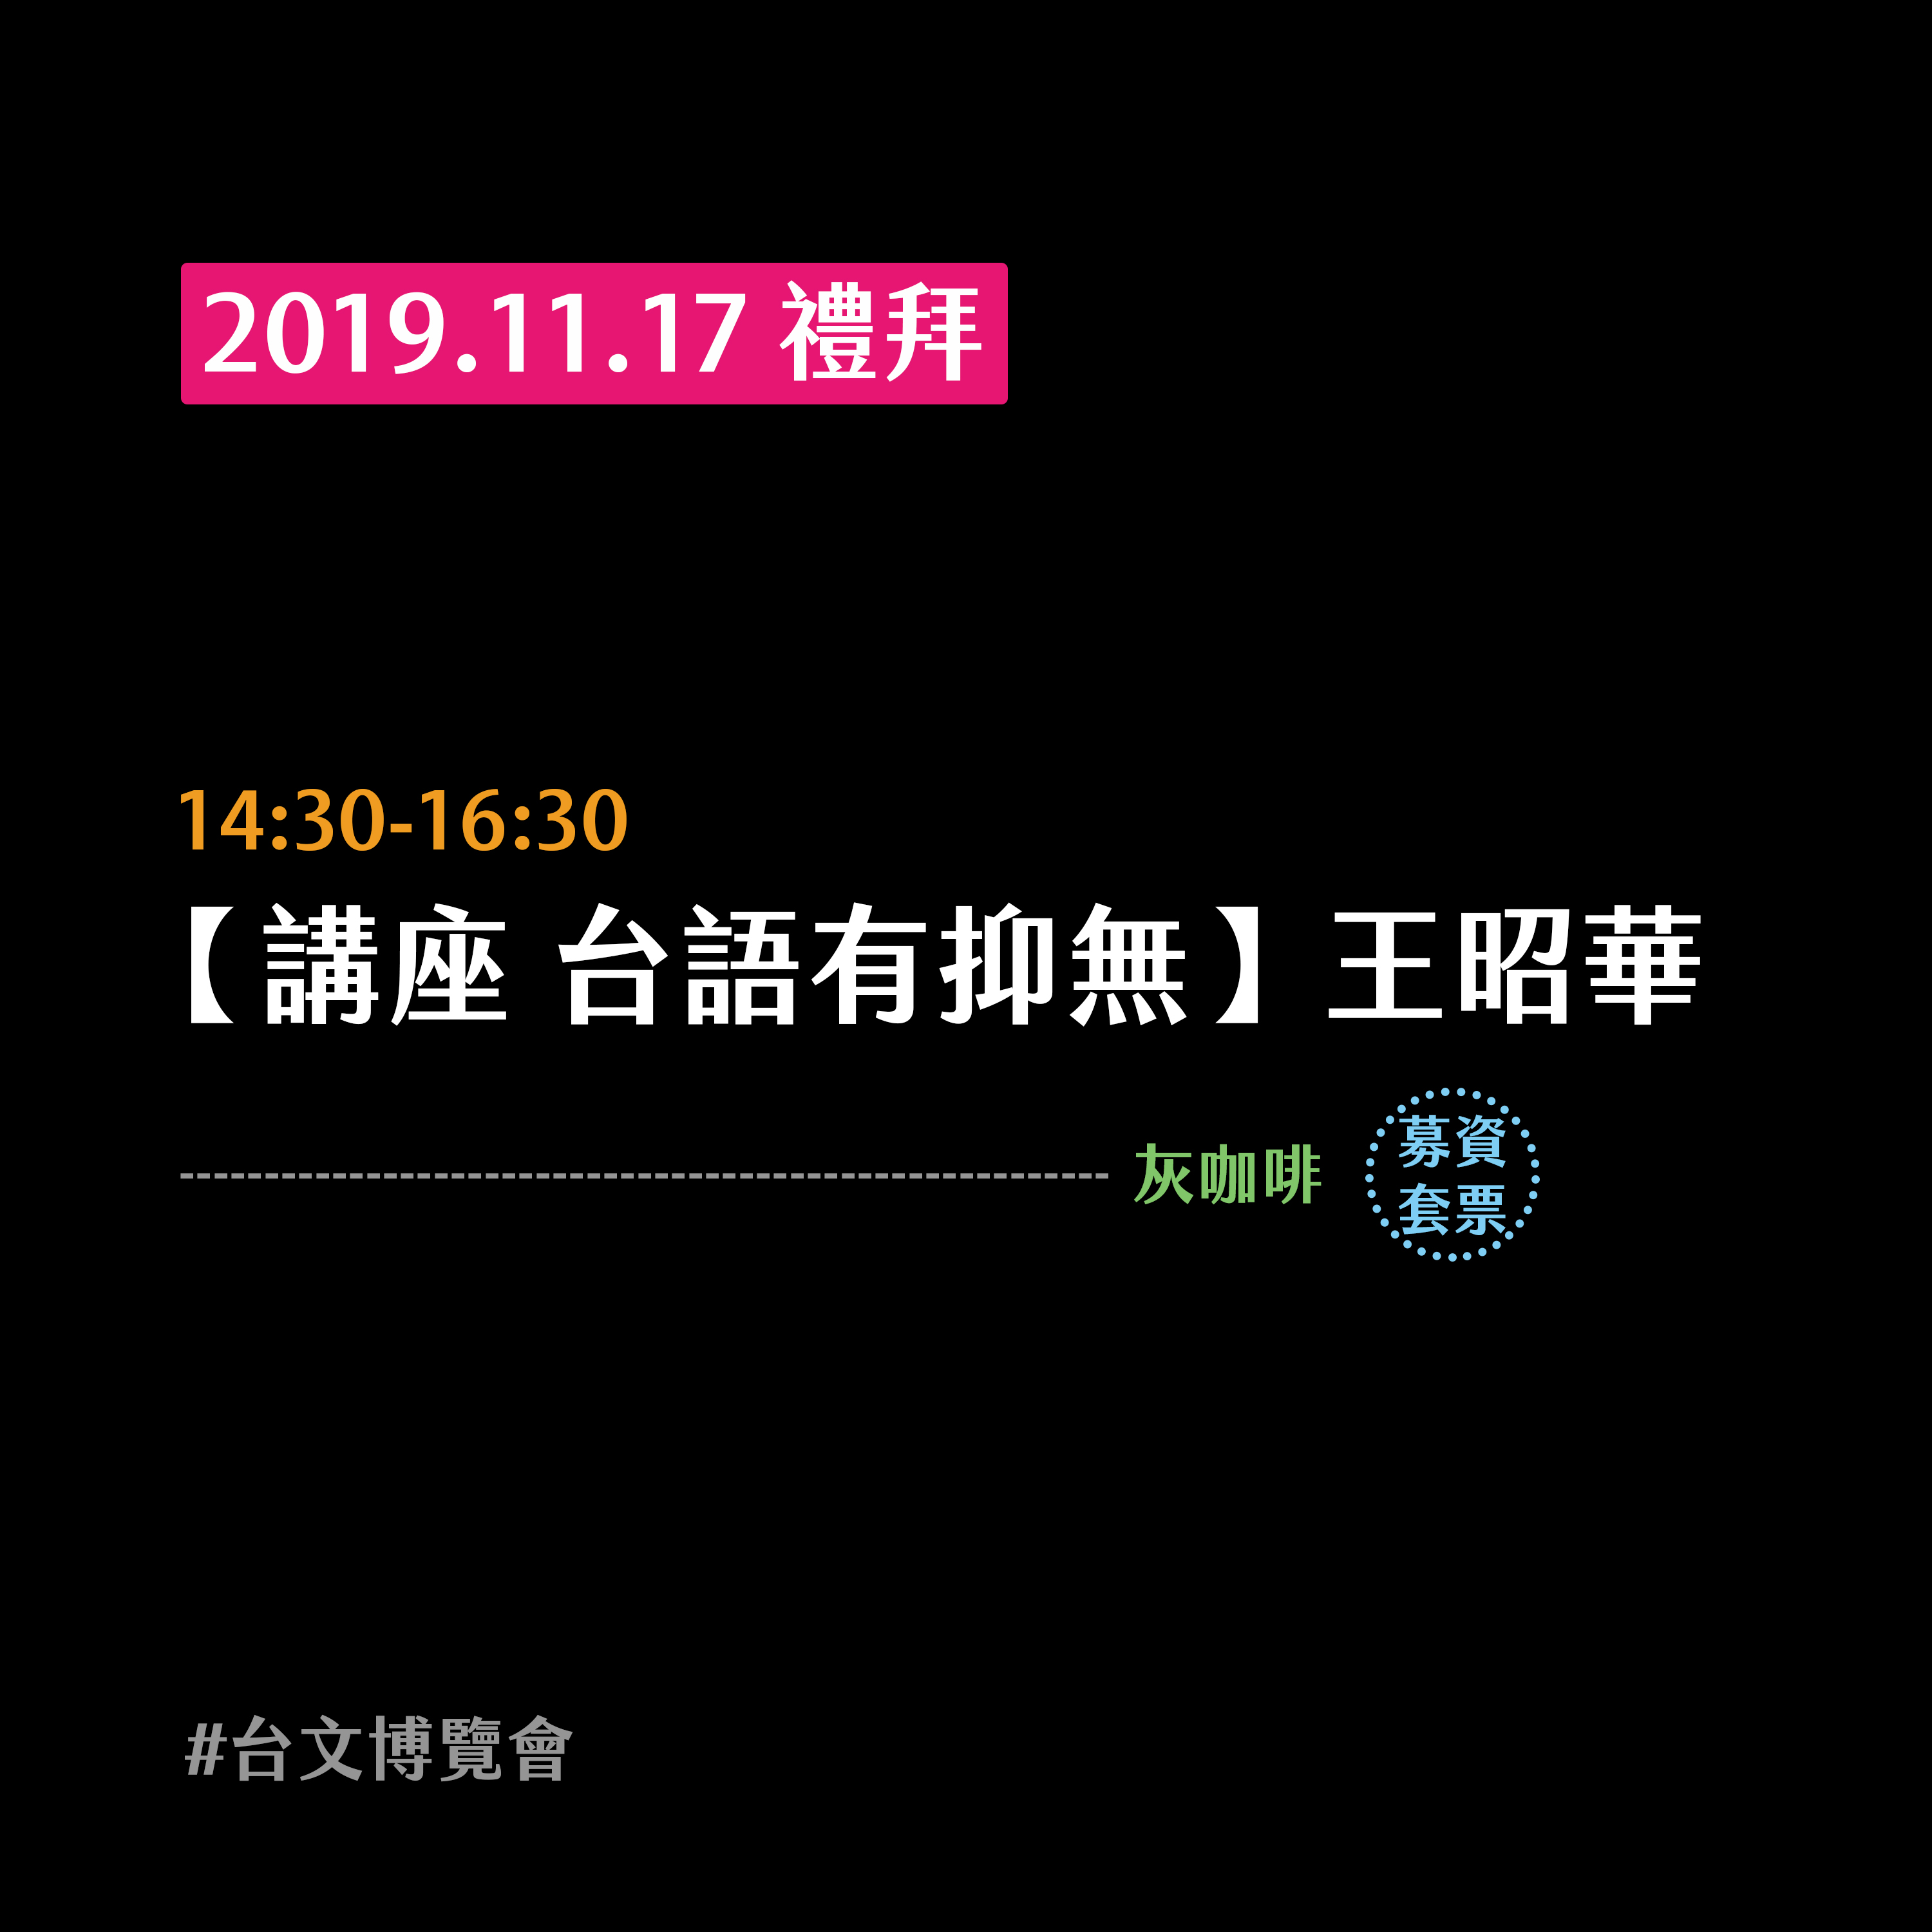 2019.11.17 禮拜
14:30-16:30
【講座 台語有抑無】王昭華
灰咖啡
募資
套票
#台文博覽會